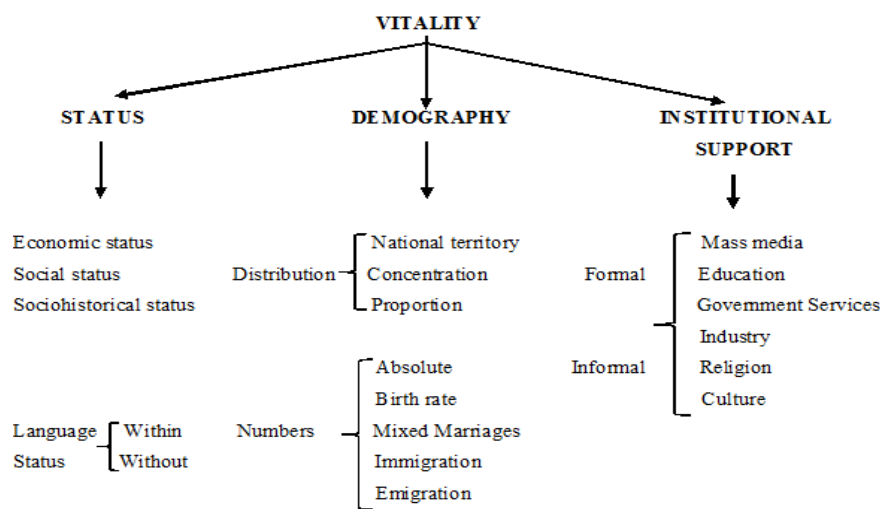 VITALITY
STATUS
DEMOGRAPHY
INSTITUTIONAL
SUPPORT
Economic status
Social status
Sociohistorical status
Language
Status
Within
Without
Distribution
National territory
Concentration
Proportion
Numbers
Absolute
Birth rate
Mixed Marriages
Immigration
Emigration
Formal
Informal
Mass media
Education
Government Services
Industry
Religion
Culture